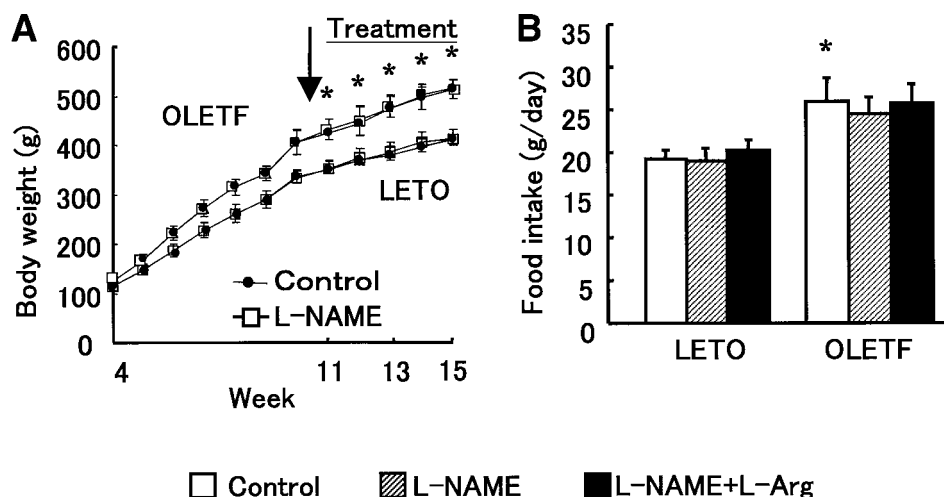 A
Treatment
600
500
400
300
200
100
0
Body weight (g)
* * * * *
OLETF
LETO
Control
L-NAME
4 11 13 15
Week
B
35
30
25
20
15
10
5
0
Food intake (g/day)
*
LETO OLETF
Control L-NAME L-NAME+L-Arg